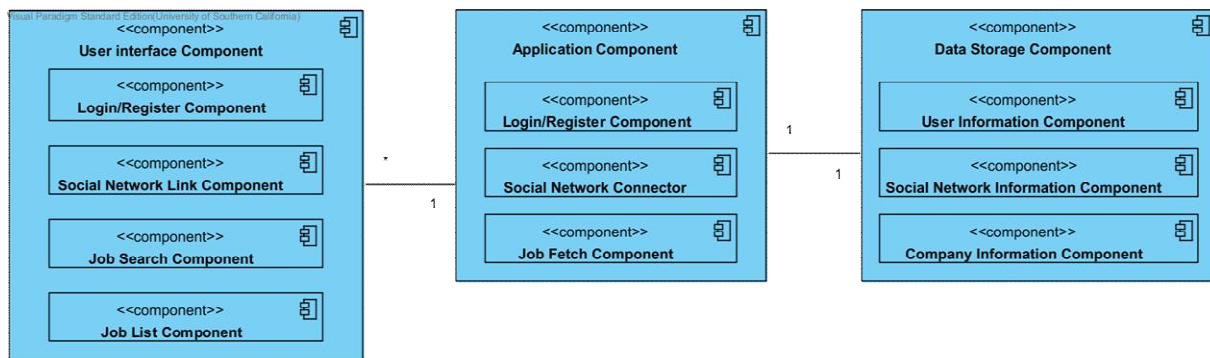 Visual Paradigm Standard Edition(University of Southern California)
<<component>>
User interface Component
<<component>>
Login/Register Component
<<component>>
Social Network Link Component
<<component>>
Job Search Component
<<component>>
Job List Component
*
1
<<component>>
Application Component
<<component>>
Login/Register Component
<<component>>
Social Network Connector
<<component>>
Job Fetch Component
1
1
<<component>>
Data Storage Component
<<component>>
User Information Component
<<component>>
Social Network Information Component
<<component>>
Company Information Component